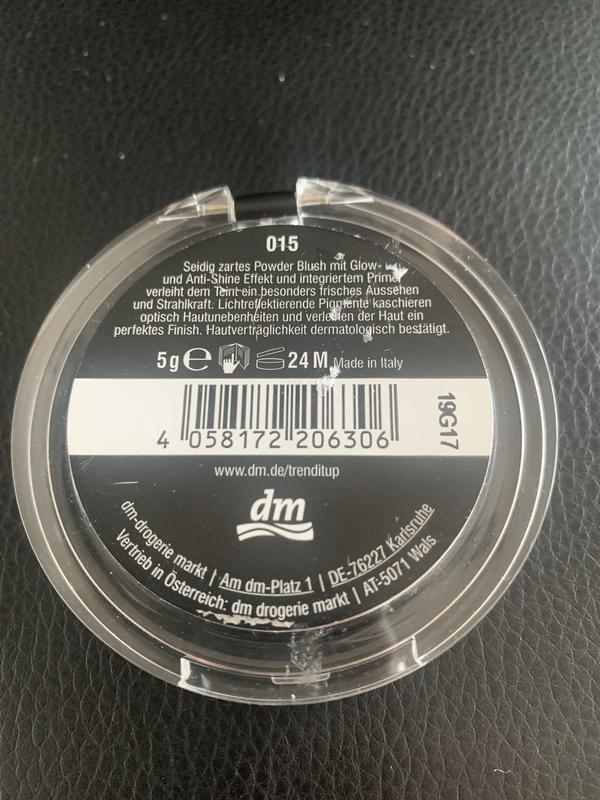 015
Seidig zartes Powder Blush mit Glow-
und Anti-Shine Effekt und integriertem Primer
verleiht dem Teint ein besonders frisches Aussehen
und Strahlkraft. Lichtreflektierende Pigmente kaschieren
optisch Hautunebenheiten und verleihen der Haut ein
perfektes Finish. Hautverträglichkeit dermatologisch bestätigt.
5 g ℮ 24 M Made in Italy
4 058172 206306
19G17
www.dm.de/trenditup
dm
dm-drogerie markt | Am dm-Platz 1 | DE-76227 Karlsruhe
Vertrieb in Österreich: dm drogerie markt | AT-5071 Wals